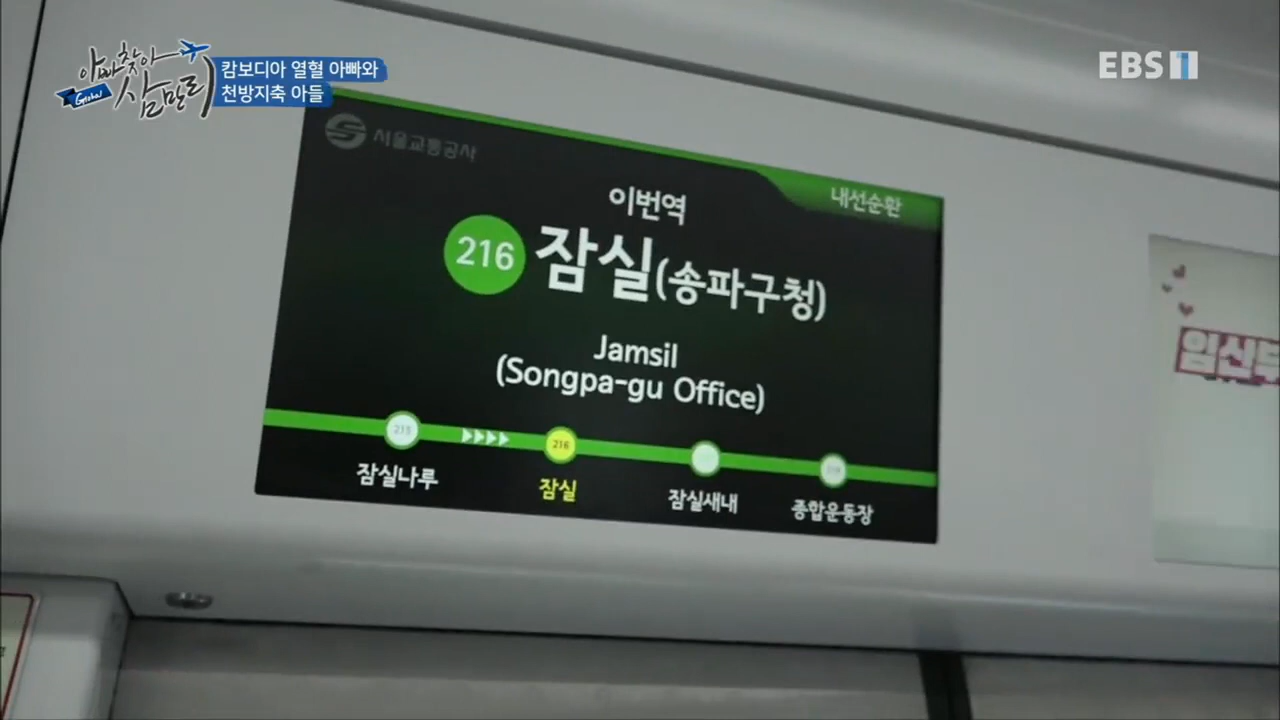 아빠찾아
Global 삼만리
캄보디아 열혈 아빠와
천방지축 아들
EBS 1
서울교통공사
내선순환
이번역
216 잠실(송파구청)
Jamsil
(Songpa-gu Office)
215 216
잠실나루 잠실 잠실새내 종합운동장